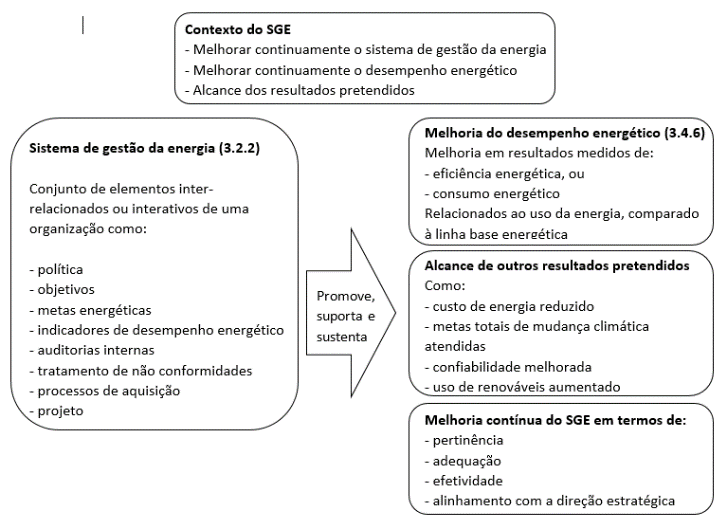 Contexto do SGE
- Melhorar continuamente o sistema de gestão da energia
- Melhorar continuamente o desempenho energético
- Alcance dos resultados pretendidos
Sistema de gestão da energia (3.2.2)
Conjunto de elementos inter-
relacionados ou interativos de uma
organização como:
- política
- objetivos
- metas energéticas
- indicadores de desempenho energético
- auditorias internas
- tratamento de não conformidades
- processos de aquisição
- projeto
Promove,
suporta e
sustenta
Melhoria do desempenho energético (3.4.6)
Melhoria em resultados medidos de:
- eficiência energética, ou
- consumo energético
Relacionados ao uso da energia, comparado
à linha base energética
Alcance de outros resultados pretendidos
Como:
- custo de energia reduzido
- metas totais de mudança climática
atendidas
- confiabilidade melhorada
- uso de renováveis aumentado
Melhoria contínua do SGE em termos de:
- pertinência
- adequação
- efetividade
- alinhamento com a direção estratégica